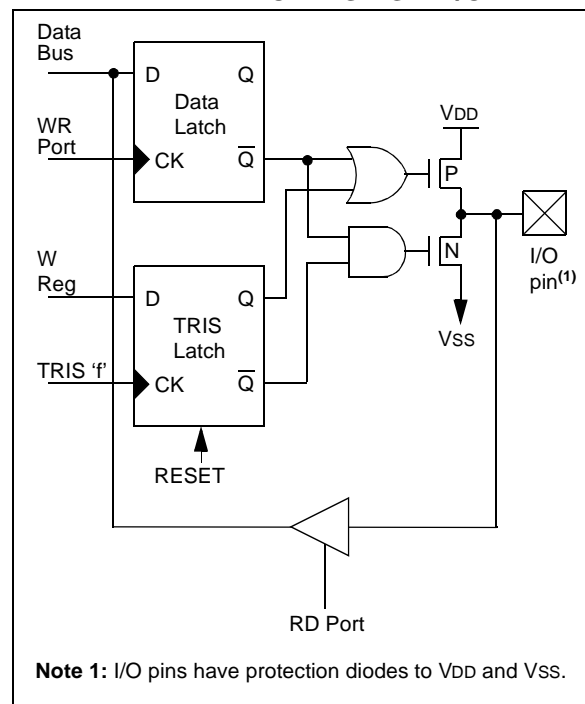 Data
Bus
D
Q
Data
Latch
WR
Port
CK
Q
VDD
P
N
I/O
pin(1)
VSS
W
Reg
D
Q
TRIS
Latch
TRIS ‘f’
CK
Q
RESET
RD Port
Note 1: I/O pins have protection diodes to VDD and VSS.